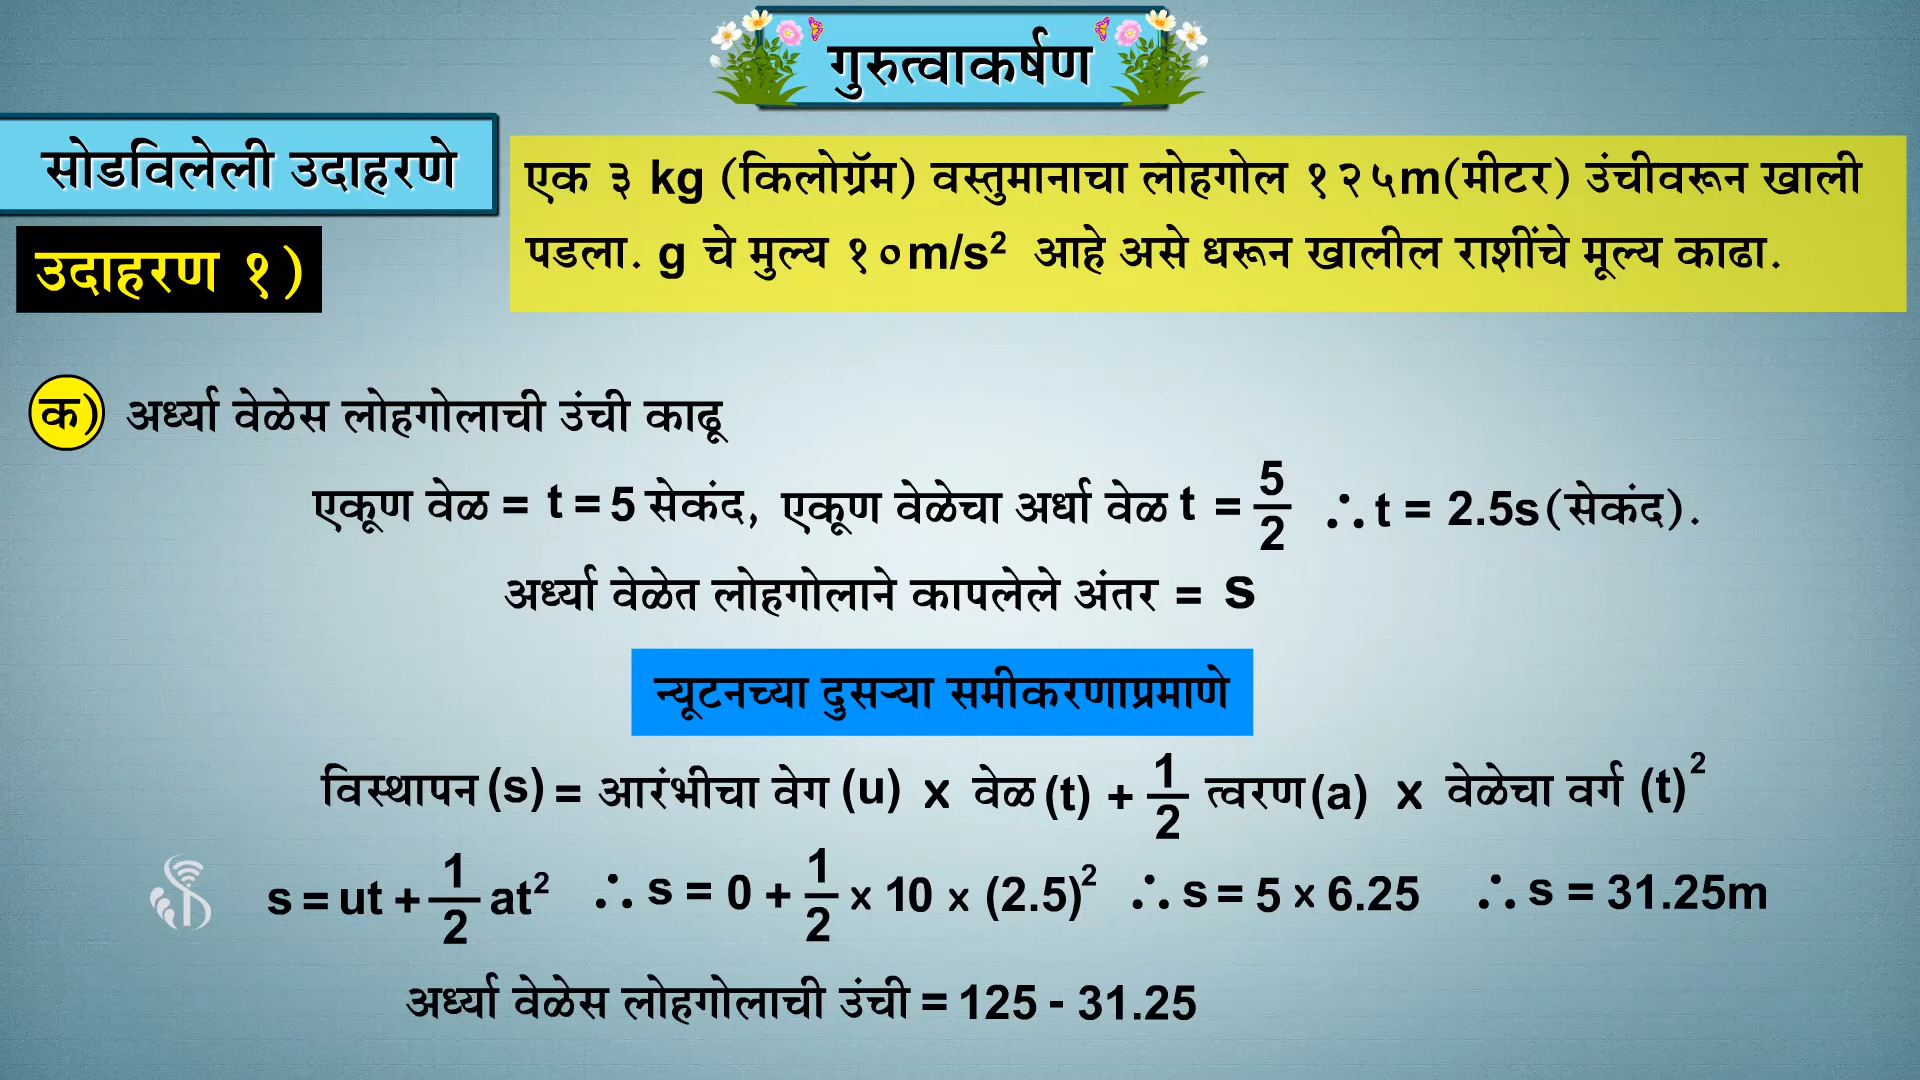 गुरुत्वाकर्षण
सोडविलेली उदाहरणे
उदाहरण १)
एक ३ kg (किलोग्रॅम) वस्तुमानाचा लोहगोल १२५m(मीटर) उंचीवरून खाली
पडला. g चे मुल्य १०m/s² आहे असे धरून खालील राशींचे मूल्य काढा.
क) अर्ध्या वेळेस लोहगोलाची उंची काढू
एकूण वेळ = t = 5 सेकंद, एकूण वेळेचा अर्धा वेळ t = 5/2 ∴ t = 2.5s(सेकंद).
अर्ध्या वेळेत लोहगोलाने कापलेले अंतर = s
न्यूटनच्या दुसऱ्या समीकरणाप्रमाणे
विस्थापन (s) = आरंभीचा वेग (u) x वेळ (t) + 1/2 त्वरण (a) x वेळेचा वर्ग (t)²
s = ut + 1/2 at² ∴ s = 0 + 1/2 × 10 × (2.5)² ∴ s = 5 × 6.25 ∴ s = 31.25m
अर्ध्या वेळेस लोहगोलाची उंची = 125 - 31.25